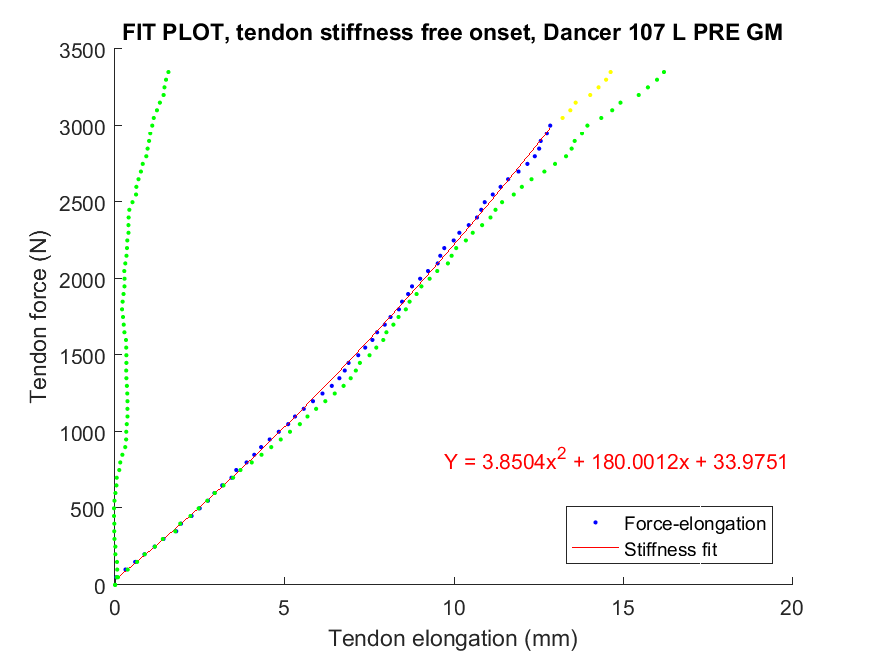 FIT PLOT, tendon stiffness free onset, Dancer 107 L PRE GM
3500
3000
2500
2000
1500
1000
500
0
Tendon force (N)
Y = 3.8504x² + 180.0012x + 33.9751
Force-elongation
Stiffness fit
0 5 10 15 20
Tendon elongation (mm)